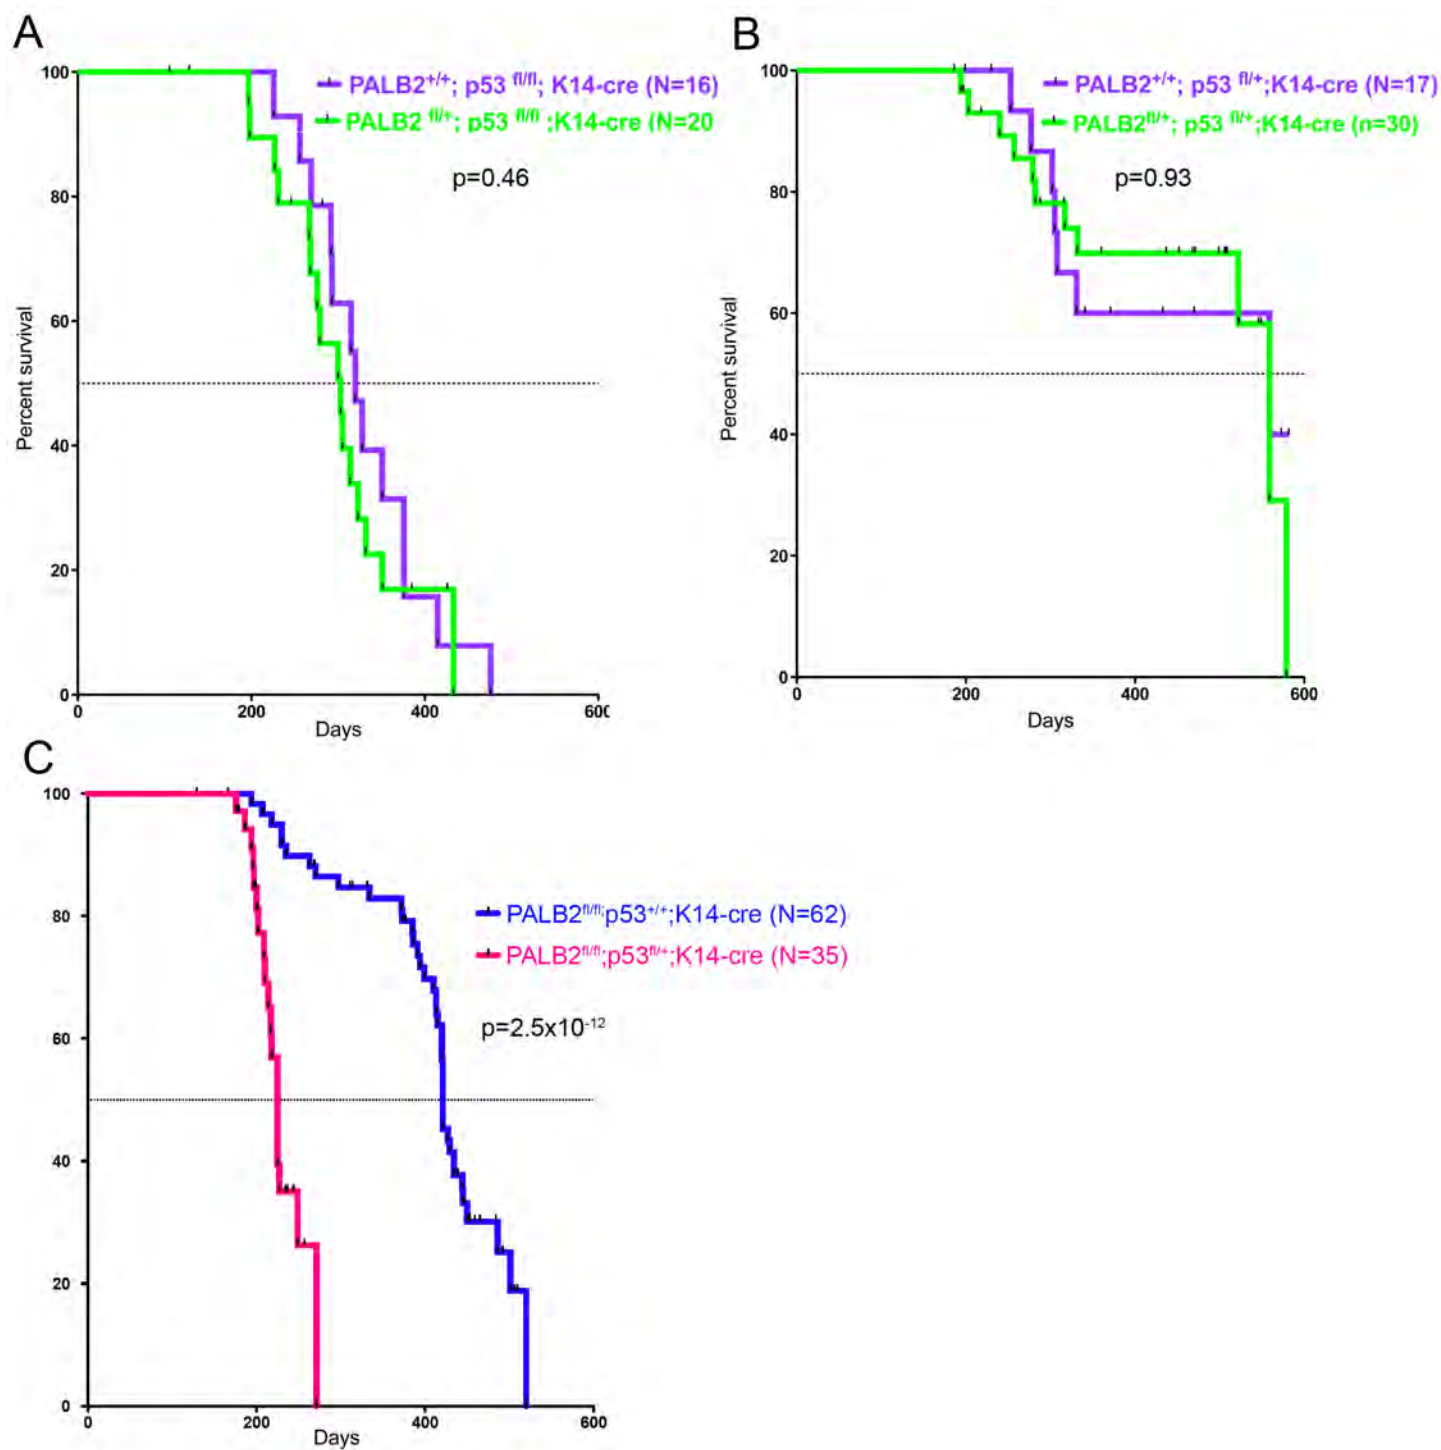 A
PALB2+/+; p53 fl/fl; K14-cre (N=16)
PALB2 fl/+; p53 fl/fl ;K14-cre (N=20
p=0.46
100
80
60
40
20
0
Percent survival
0 200 400 600
Days
B
PALB2+/+; p53 fl/+;K14-cre (N=17)
PALB2fl/+; p53 fl/+;K14-cre (n=30)
p=0.93
100
80
60
40
20
0
Percent survival
0 200 400 600
Days
C
PALB2fl/fl;p53+/+;K14-cre (N=62)
PALB2fl/fl;p53fl/+;K14-cre (N=35)
p=2.5x10-12
100
80
60
40
20
0
0 200 400 600
Days